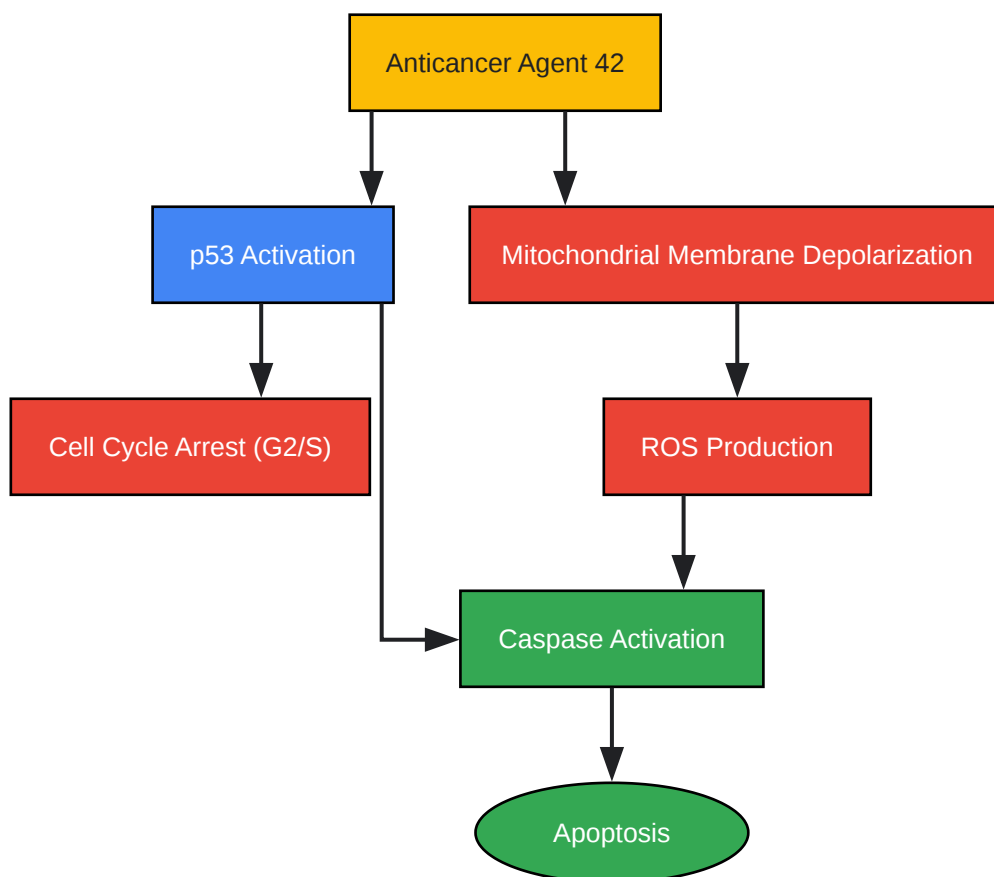 Anticancer Agent 42
p53 Activation
Mitochondrial Membrane Depolarization
Cell Cycle Arrest (G2/S)
ROS Production
Caspase Activation
Apoptosis